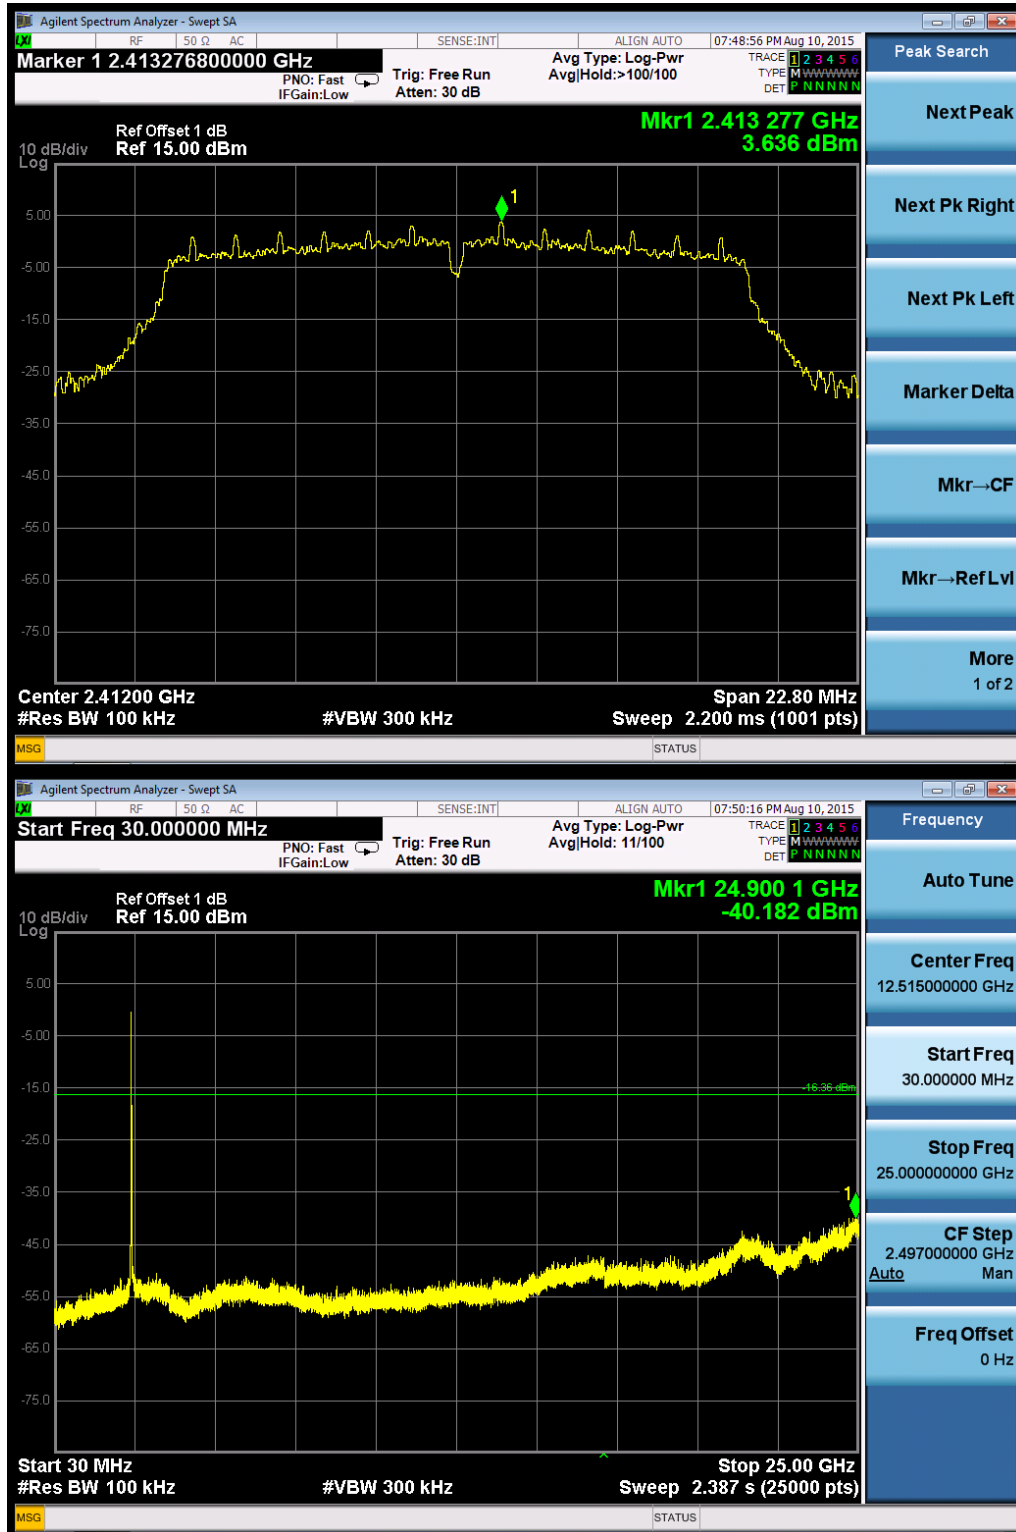 Agilent Spectrum Analyzer - Swept SA
LXI RF 50 Ω AC SENSE:INT ALIGN AUTO 07:48:56 PM Aug 10, 2015
Marker 1 2.413276800000 GHz
PNO: Fast
IFGain:Low
Trig: Free Run
Atten: 30 dB
Avg Type: Log-Pwr
Avg|Hold:>100/100
TRACE 1 2 3 4 5 6
TYPE M WWWWW
DET P N N N N N
Mkr1 2.413 277 GHz
3.636 dBm
Ref Offset 1 dB
10 dB/div Ref 15.00 dBm
Log
1
5.00
-5.00
-15.0
-25.0
-35.0
-45.0
-55.0
-65.0
-75.0
Center 2.41200 GHz Span 22.80 MHz
#Res BW 100 kHz #VBW 300 kHz Sweep 2.200 ms (1001 pts)
MSG STATUS
Peak Search
Next Peak
Next Pk Right
Next Pk Left
Marker Delta
Mkr→CF
Mkr→Ref Lvl
More
1 of 2
Agilent Spectrum Analyzer - Swept SA
LXI RF 50 Ω AC SENSE:INT ALIGN AUTO 07:50:16 PM Aug 10, 2015
Start Freq 30.000000 MHz
PNO: Fast
IFGain:Low
Trig: Free Run
Atten: 30 dB
Avg Type: Log-Pwr
Avg|Hold: 11/100
TRACE 1 2 3 4 5 6
TYPE M WWWWW
DET P N N N N N
Mkr1 24.900 1 GHz
-40.182 dBm
Ref Offset 1 dB
10 dB/div Ref 15.00 dBm
Log
5.00
-5.00
-15.0
-16.36 dBm
-25.0
-35.0
1
-45.0
-55.0
-65.0
-75.0
Start 30 MHz Stop 25.00 GHz
#Res BW 100 kHz #VBW 300 kHz Sweep 2.387 s (25000 pts)
MSG STATUS
Frequency
Auto Tune
Center Freq
12.515000000 GHz
Start Freq
30.000000 MHz
Stop Freq
25.000000000 GHz
CF Step
2.497000000 GHz
Auto Man
Freq Offset
0 Hz